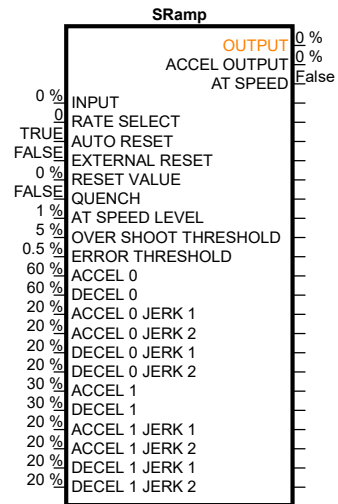 SRamp
OUTPUT 0 %
ACCEL OUTPUT 0 %
AT SPEED False
0 % INPUT
0 RATE SELECT
TRUE AUTO RESET
FALSE EXTERNAL RESET
0 % RESET VALUE
FALSE QUENCH
1 % AT SPEED LEVEL
5 % OVER SHOOT THRESHOLD
0.5 % ERROR THRESHOLD
60 % ACCEL 0
60 % DECEL 0
20 % ACCEL 0 JERK 1
20 % ACCEL 0 JERK 2
20 % DECEL 0 JERK 1
20 % DECEL 0 JERK 2
30 % ACCEL 1
30 % DECEL 1
20 % ACCEL 1 JERK 1
20 % ACCEL 1 JERK 2
20 % DECEL 1 JERK 1
20 % DECEL 1 JERK 2